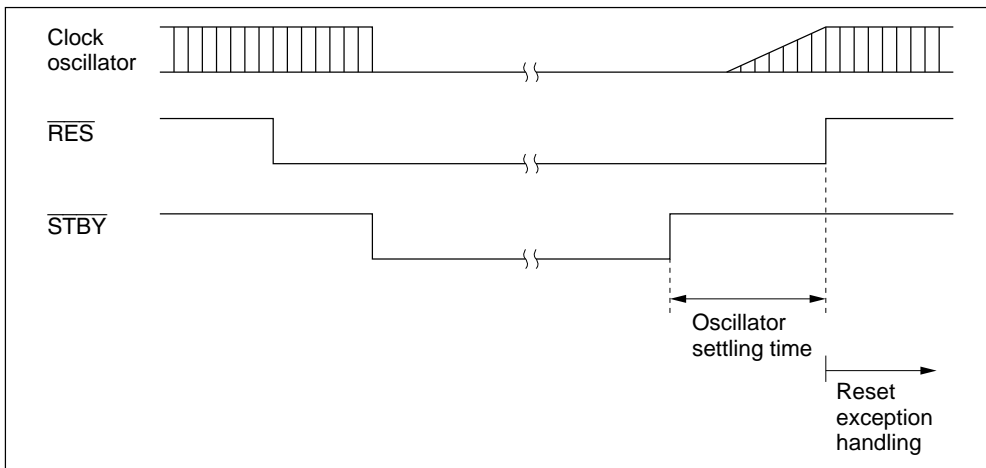 Clock
oscillator
RES
STBY
Oscillator
settling time
Reset
exception
handling